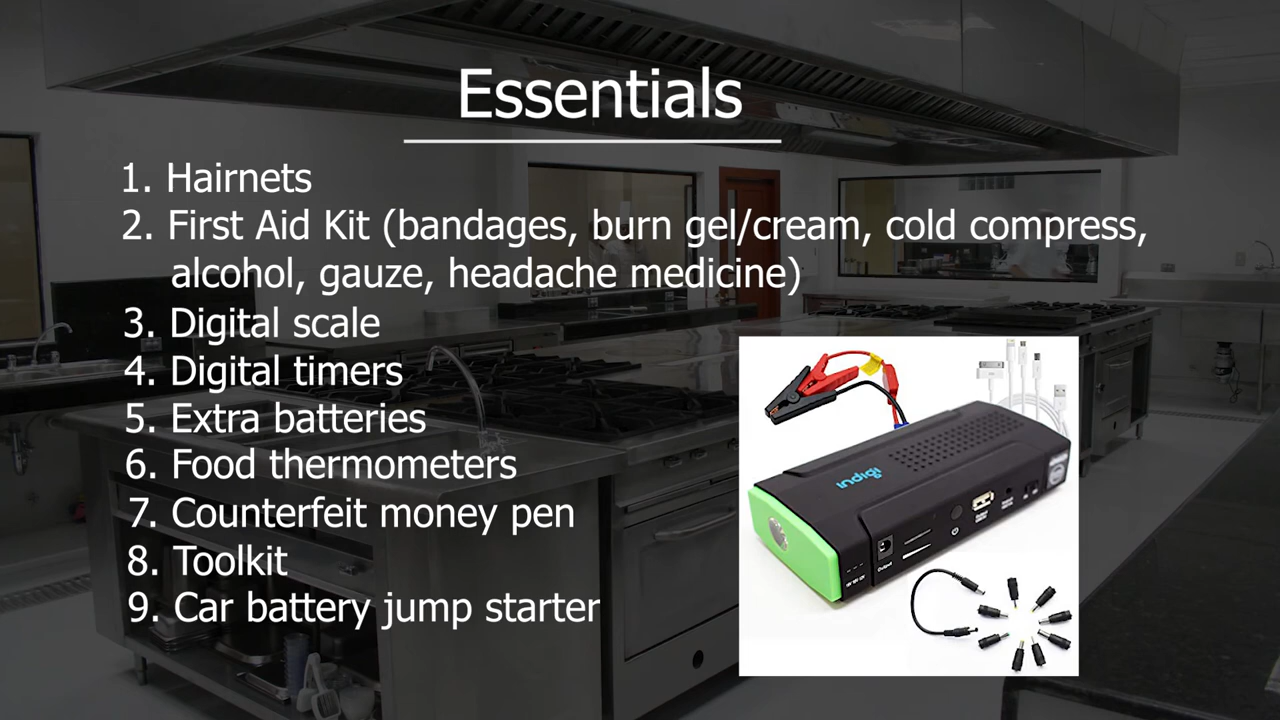 Essentials
1. Hairnets
2. First Aid Kit (bandages, burn gel/cream, cold compress,
alcohol, gauze, headache medicine)
3. Digital scale
4. Digital timers
5. Extra batteries
6. Food thermometers
7. Counterfeit money pen
8. Toolkit
9. Car battery jump starter
indigi
Output